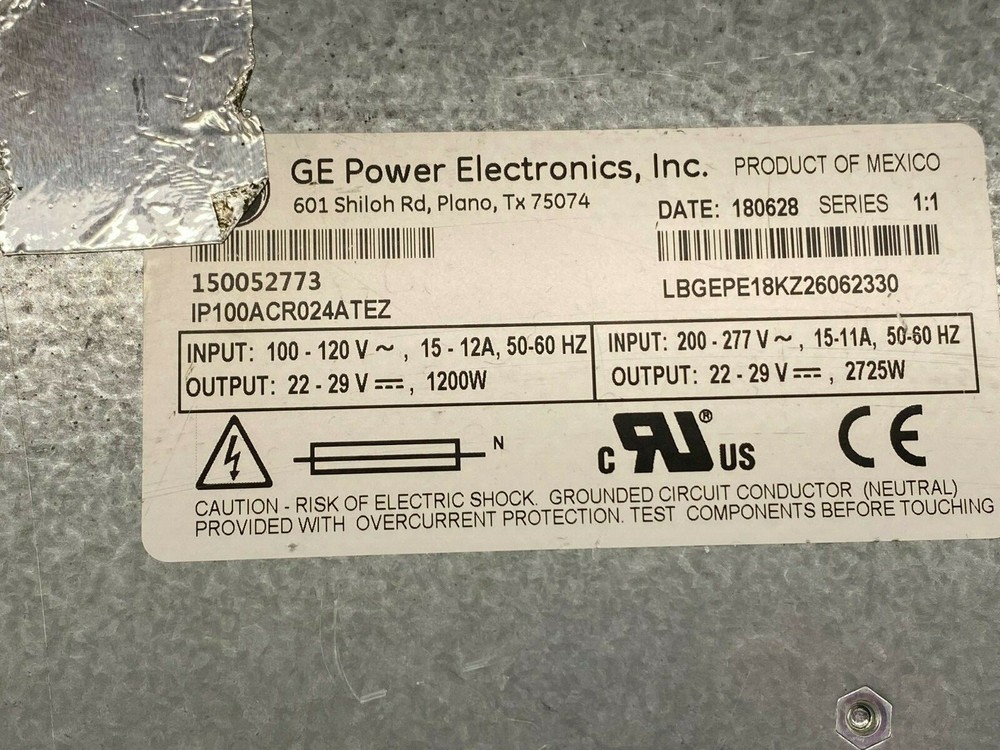 GE Power Electronics, Inc. PRODUCT OF MEXICO
601 Shiloh Rd, Plano, Tx 75074
DATE: 180628 SERIES 1:1
150052773
LBGEPE18KZ26062330
IP100ACR024ATEZ
INPUT: 100 - 120 V ~ , 15 - 12A, 50-60 HZ
OUTPUT: 22 - 29 V ⎓ , 1200W
INPUT: 200 - 277 V ~ , 15-11A, 50-60 HZ
OUTPUT: 22 - 29 V ⎓ , 2725W
N
c RU® US
CE
CAUTION - RISK OF ELECTRIC SHOCK. GROUNDED CIRCUIT CONDUCTOR (NEUTRAL)
PROVIDED WITH OVERCURRENT PROTECTION. TEST COMPONENTS BEFORE TOUCHING